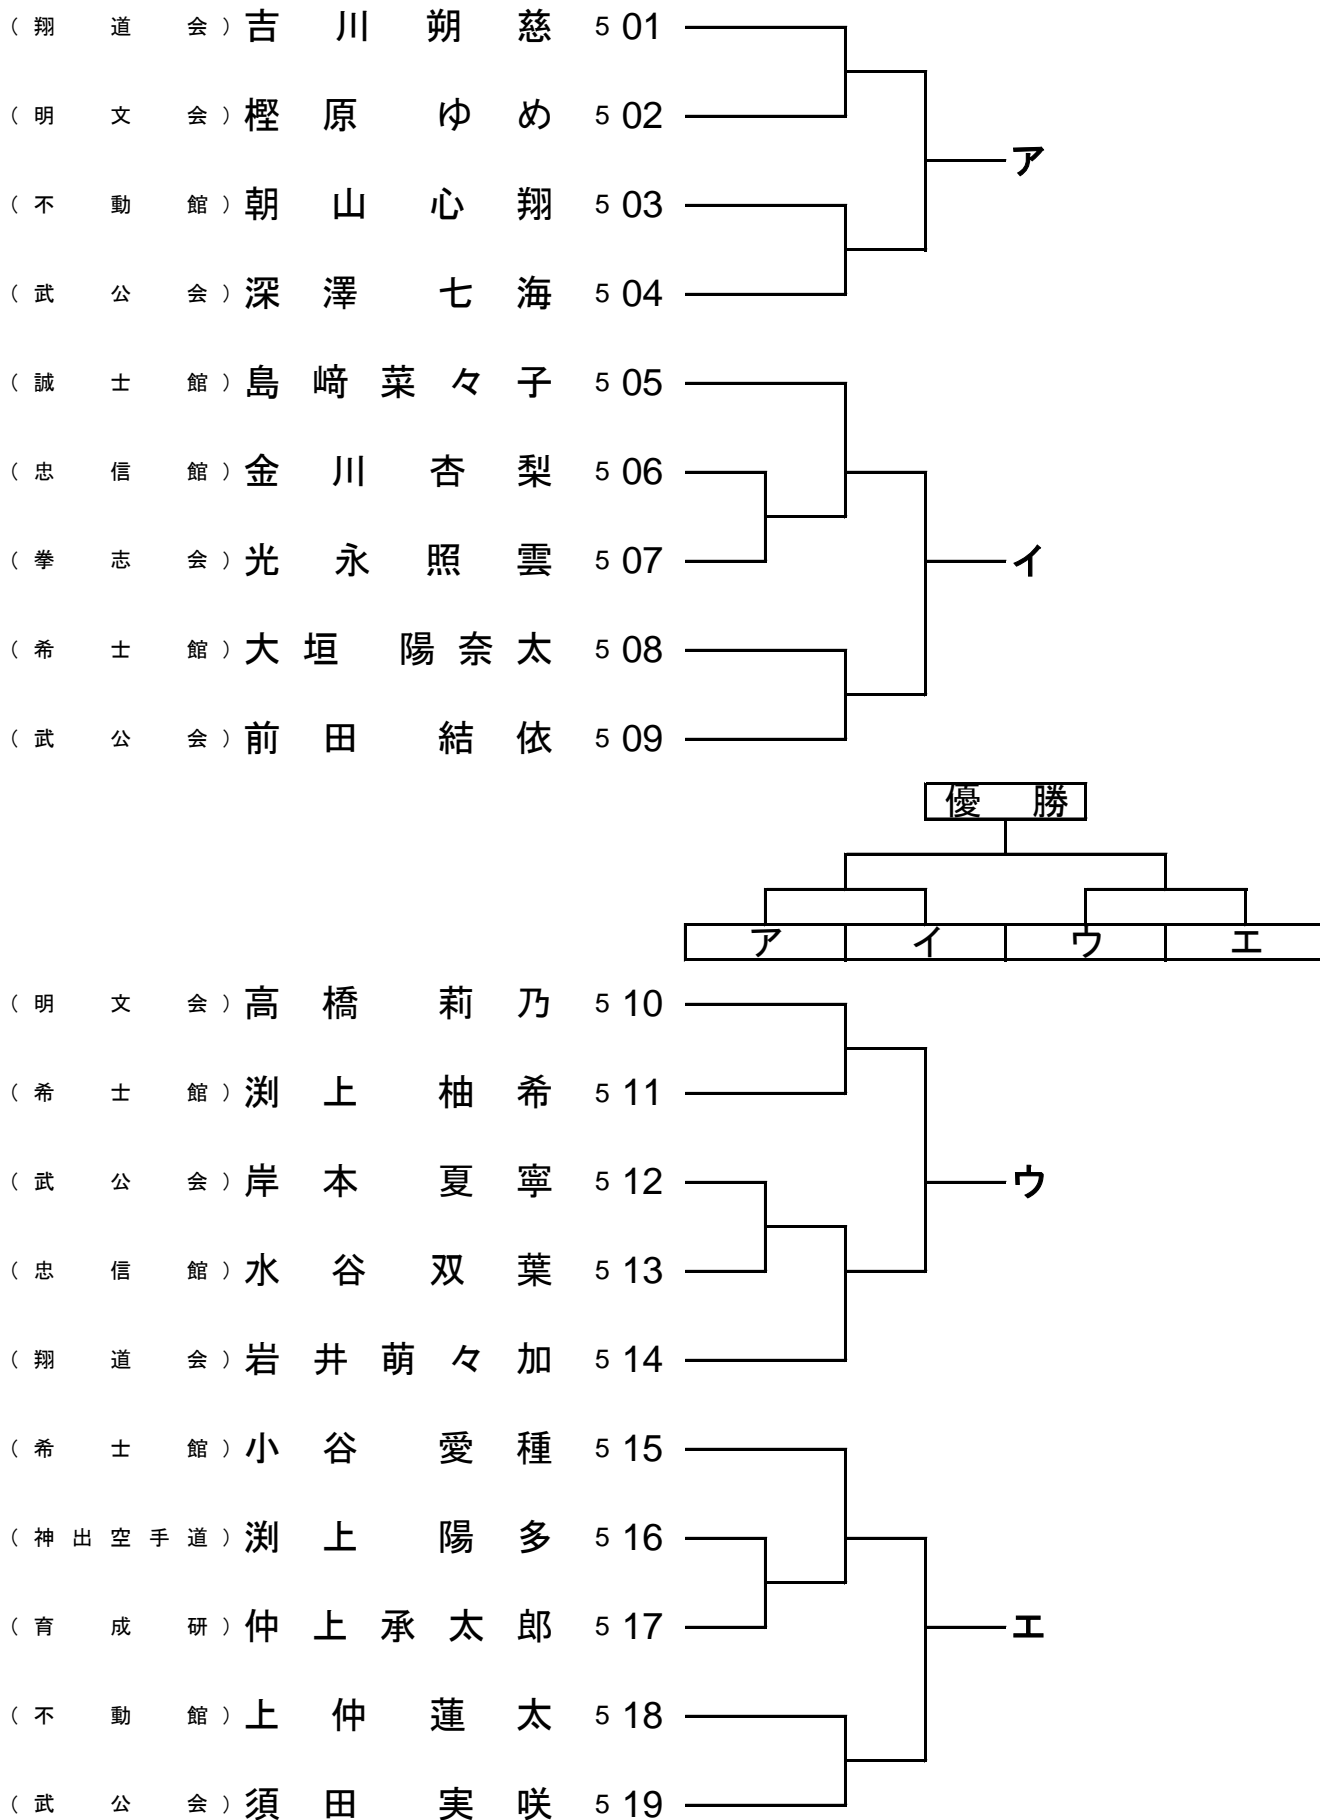 （翔道会）吉川朔慈 5 01
（明文会）樫原ゆめ 5 02
ア
（不動館）朝山心翔 5 03
（武公会）深澤七海 5 04
（誠士館）島﨑菜々子 5 05
（忠信館）金川杏梨 5 06
（拳志会）光永照雲 5 07
イ
（希士館）大垣陽奈太 5 08
（武公会）前田結依 5 09
優勝
ア イ ウ エ
（明文会）高橋莉乃 5 10
（希士館）渕上柚希 5 11
（武公会）岸本夏寧 5 12
ウ
（忠信館）水谷双葉 5 13
（翔道会）岩井萌々加 5 14
（希士館）小谷愛種 5 15
（神出空手道）渕上陽多 5 16
（育成研）仲上承太郎 5 17
エ
（不動館）上仲蓮太 5 18
（武公会）須田実咲 5 19